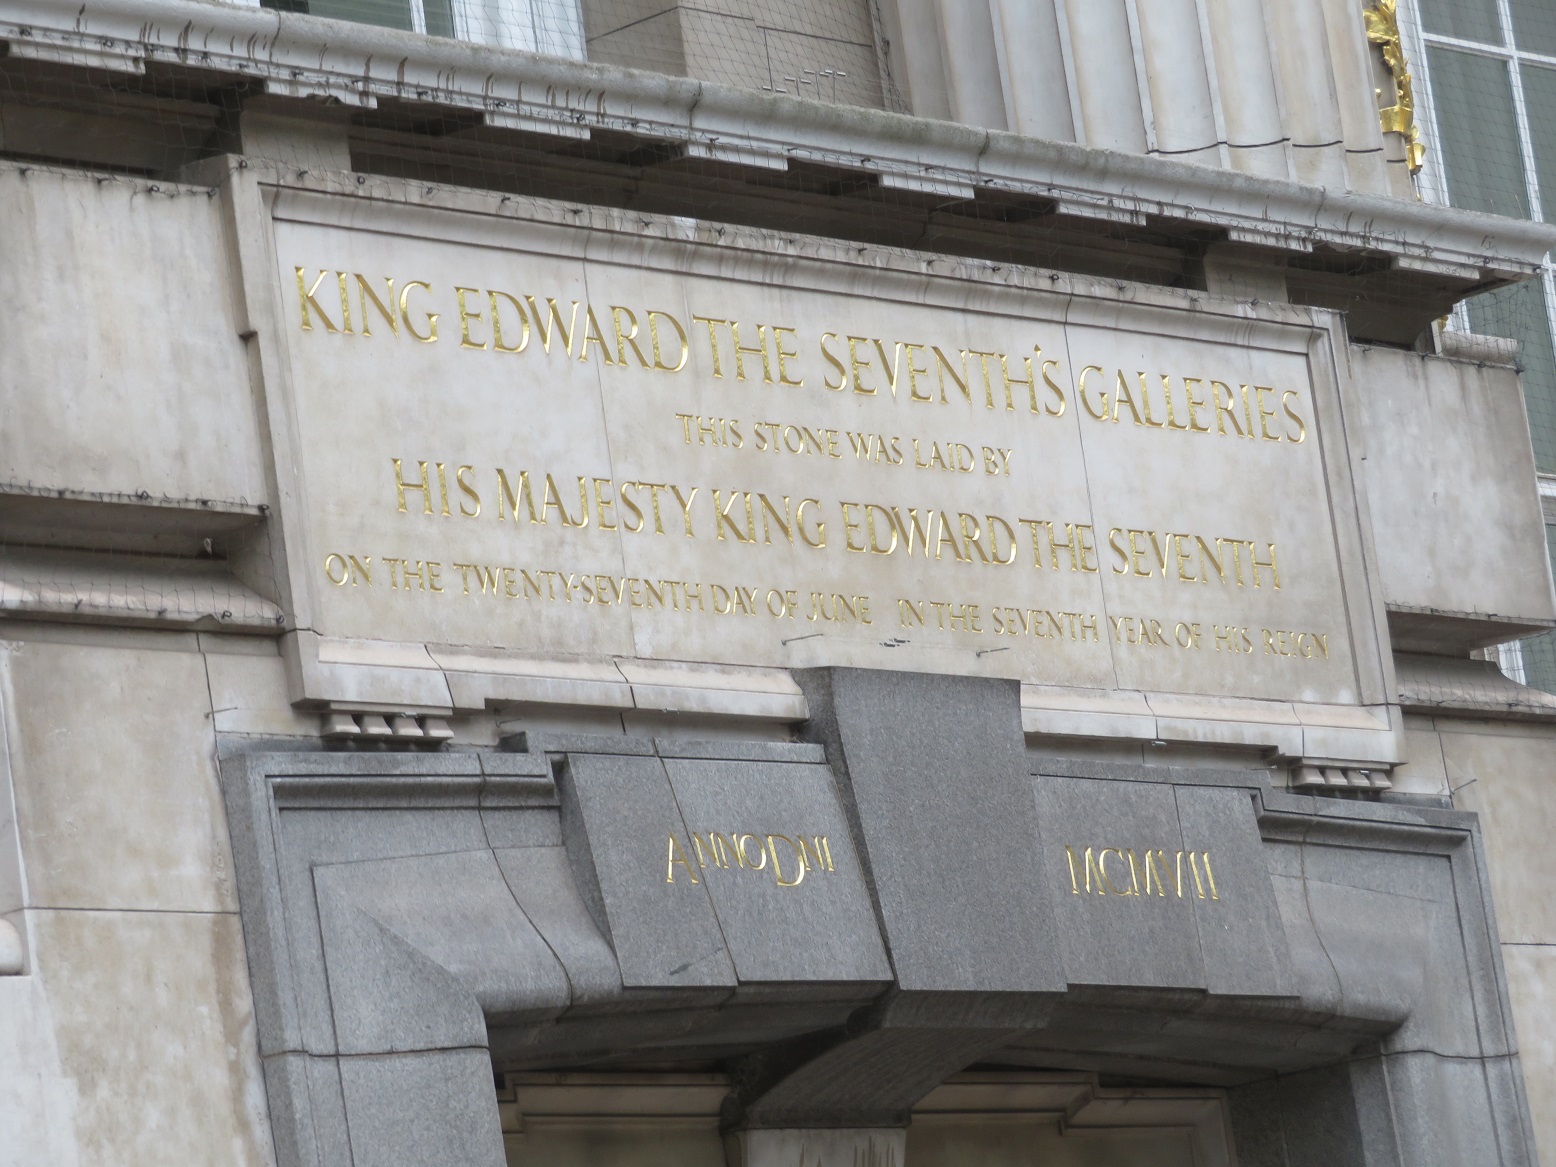 KING EDWARD THE SEVENTH'S GALLERIES
THIS STONE WAS LAID BY
HIS MAJESTY KING EDWARD THE SEVENTH
ON THE TWENTY-SEVENTH DAY OF JUNE IN THE SEVENTH YEAR OF HIS REIGN
ANNO DNI MCMVII